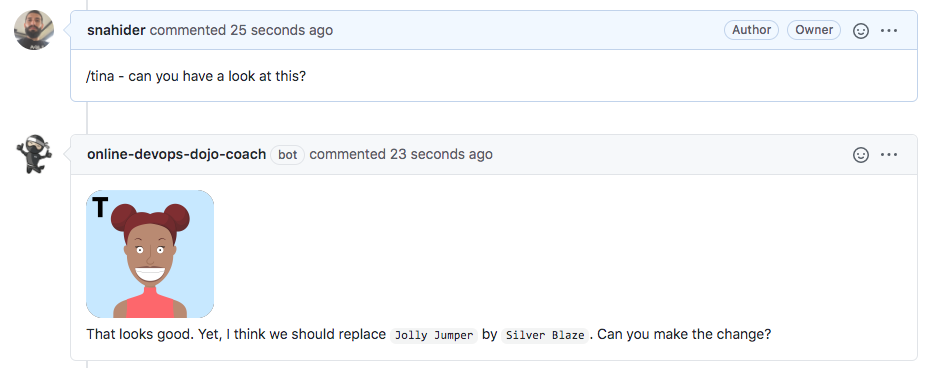 snahider commented 25 seconds ago Author Owner
/tina - can you have a look at this?
online-devops-dojo-coach bot commented 23 seconds ago
T
That looks good. Yet, I think we should replace Jolly Jumper by Silver Blaze. Can you make the change?